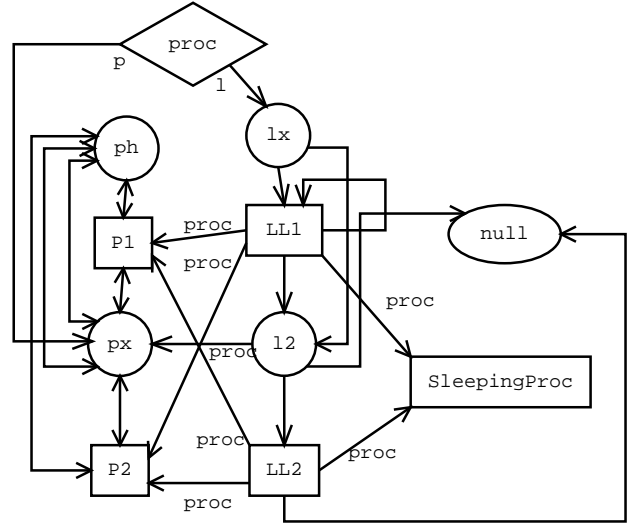 proc
p
l
lx
ph
proc
P1
LL1
null
proc
proc
px
proc
l2
SleepingProc
proc
P2
LL2
proc
proc